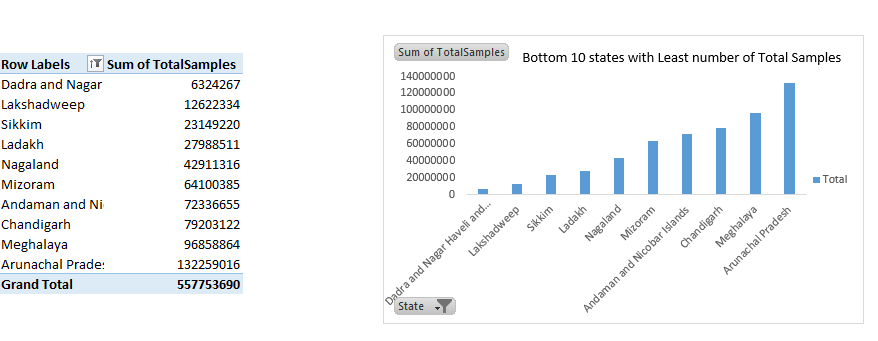 Row Labels Sum of TotalSamples
Dadra and Nagar 6324267
Lakshadweep 12622334
Sikkim 23149220
Ladakh 27988511
Nagaland 42911316
Mizoram 64100385
Andaman and Ni 72336655
Chandigarh 79203122
Meghalaya 96858864
Arunachal Prades 132259016
Grand Total 557753690
Sum of TotalSamples
Bottom 10 states with Least number of Total Samples
140000000
120000000
100000000
80000000
60000000
40000000
20000000
0
Dadra and Nagar Haveli and...
Lakshadweep
Sikkim
Ladakh
Nagaland
Mizoram
Andaman and Nicobar Islands
Chandigarh
Meghalaya
Arunachal Pradesh
Total
State